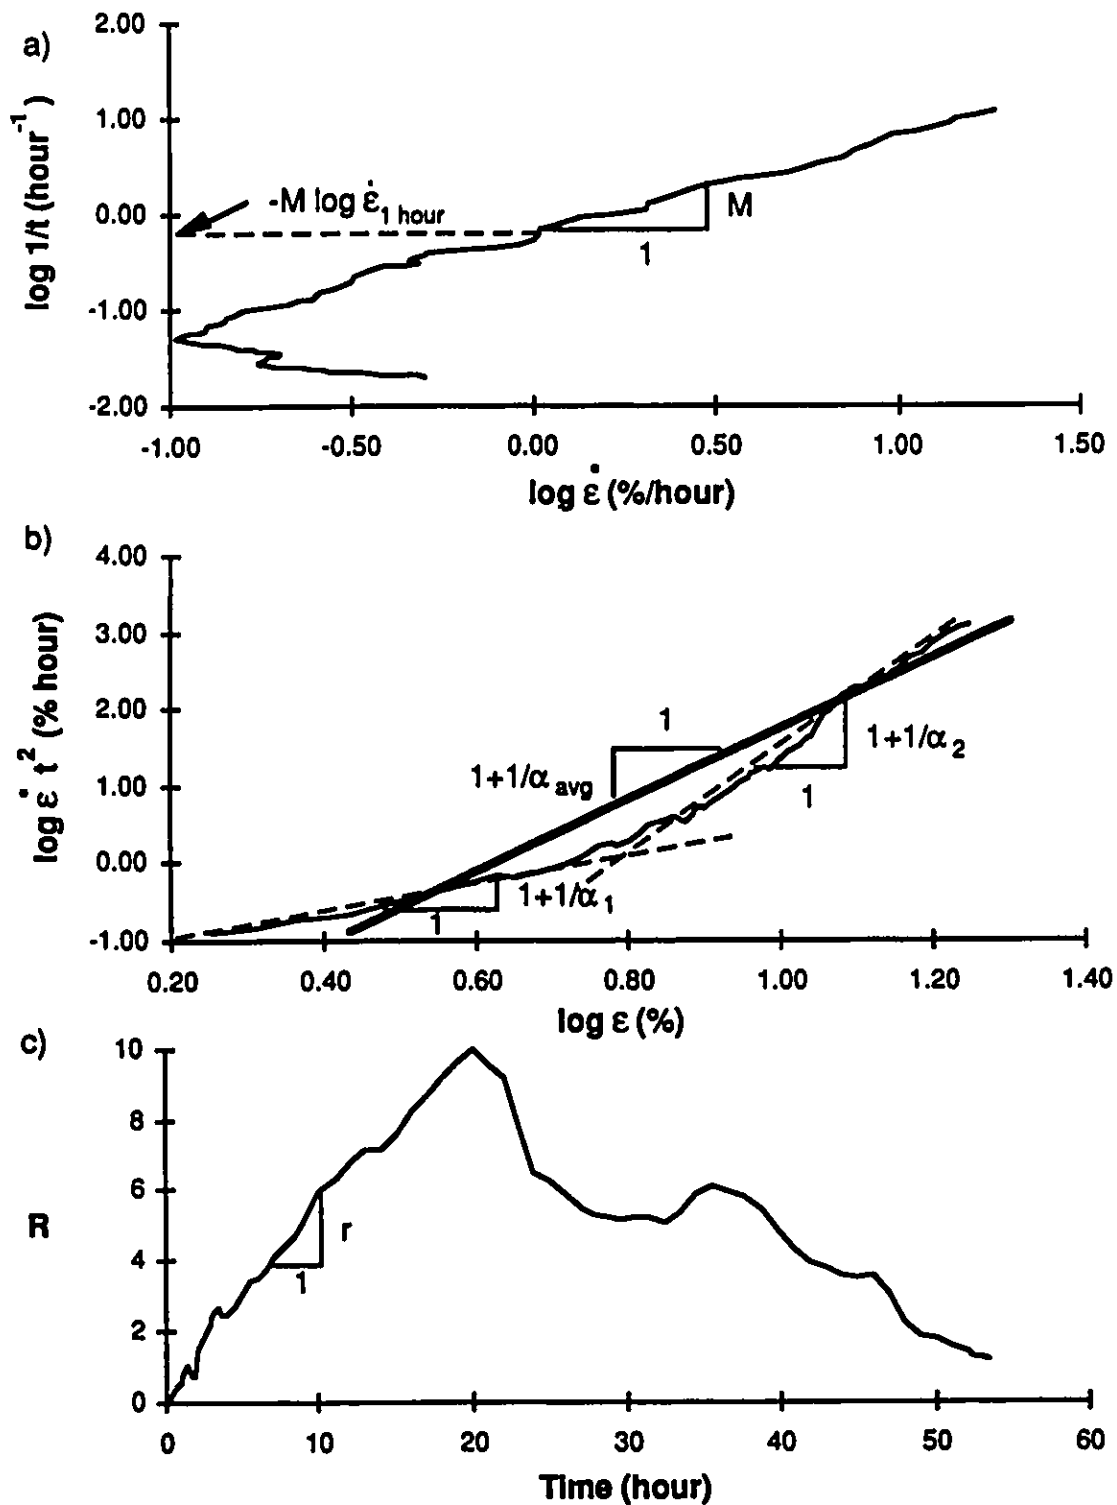 a)
2.00
1.00
0.00
-1.00
-2.00
log 1/t (hour⁻¹)
-M log ε̇₁ hour
M
1
-1.00 -0.50 0.00 0.50 1.00 1.50
log ε̇ (%/hour)
b)
4.00
3.00
2.00
1.00
0.00
-1.00
log ε̇ t² (% hour)
1
1+1/αavg
1+1/α₂
1
1+1/α₁
1
0.20 0.40 0.60 0.80 1.00 1.20 1.40
log ε (%)
c)
10
8
6
4
2
0
R
r
1
0 10 20 30 40 50 60
Time (hour)